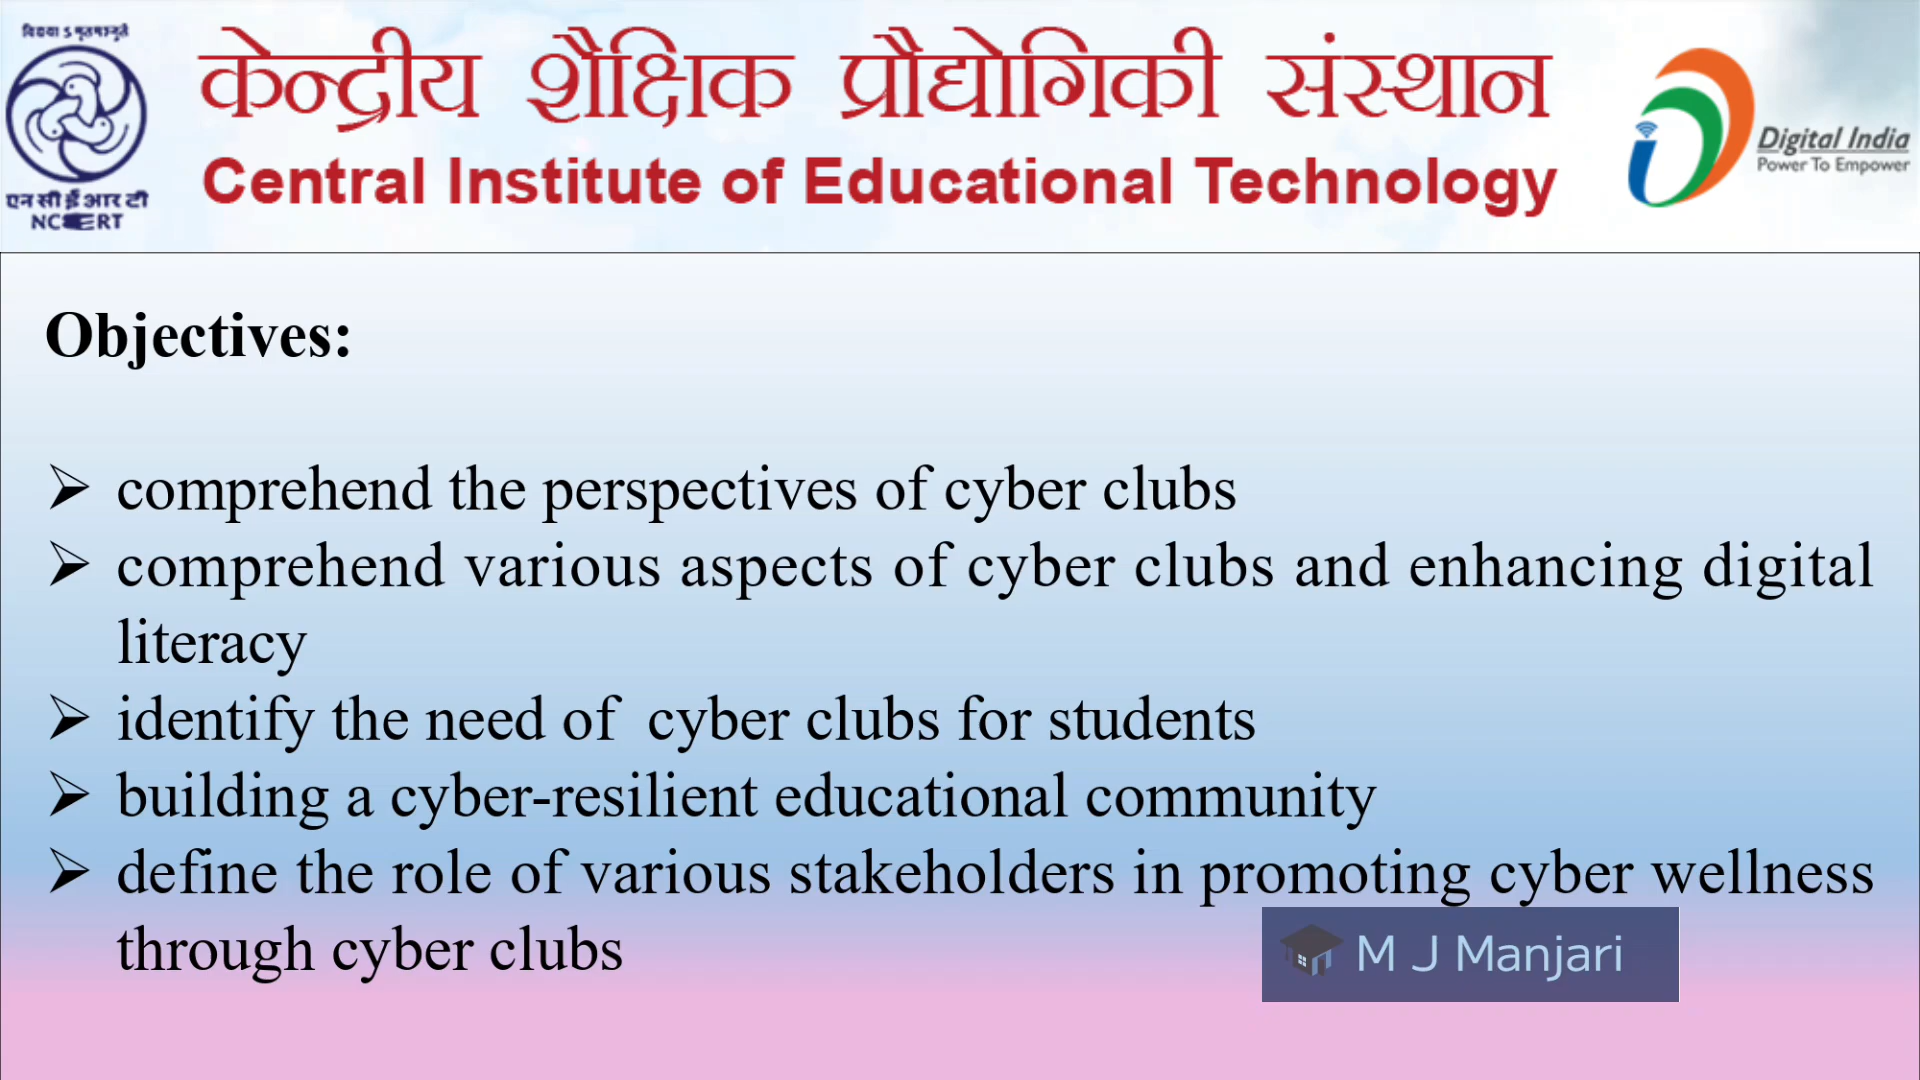 केन्द्रीय शैक्षिक प्रौद्योगिकी संस्थान
Central Institute of Educational Technology
एन सी ई आर टी
NCERT
Digital India
Power To Empower
Objectives:
➢ comprehend the perspectives of cyber clubs
➢ comprehend various aspects of cyber clubs and enhancing digital
literacy
➢ identify the need of  cyber clubs for students
➢ building a cyber-resilient educational community
➢ define the role of various stakeholders in promoting cyber wellness
through cyber clubs
M J Manjari